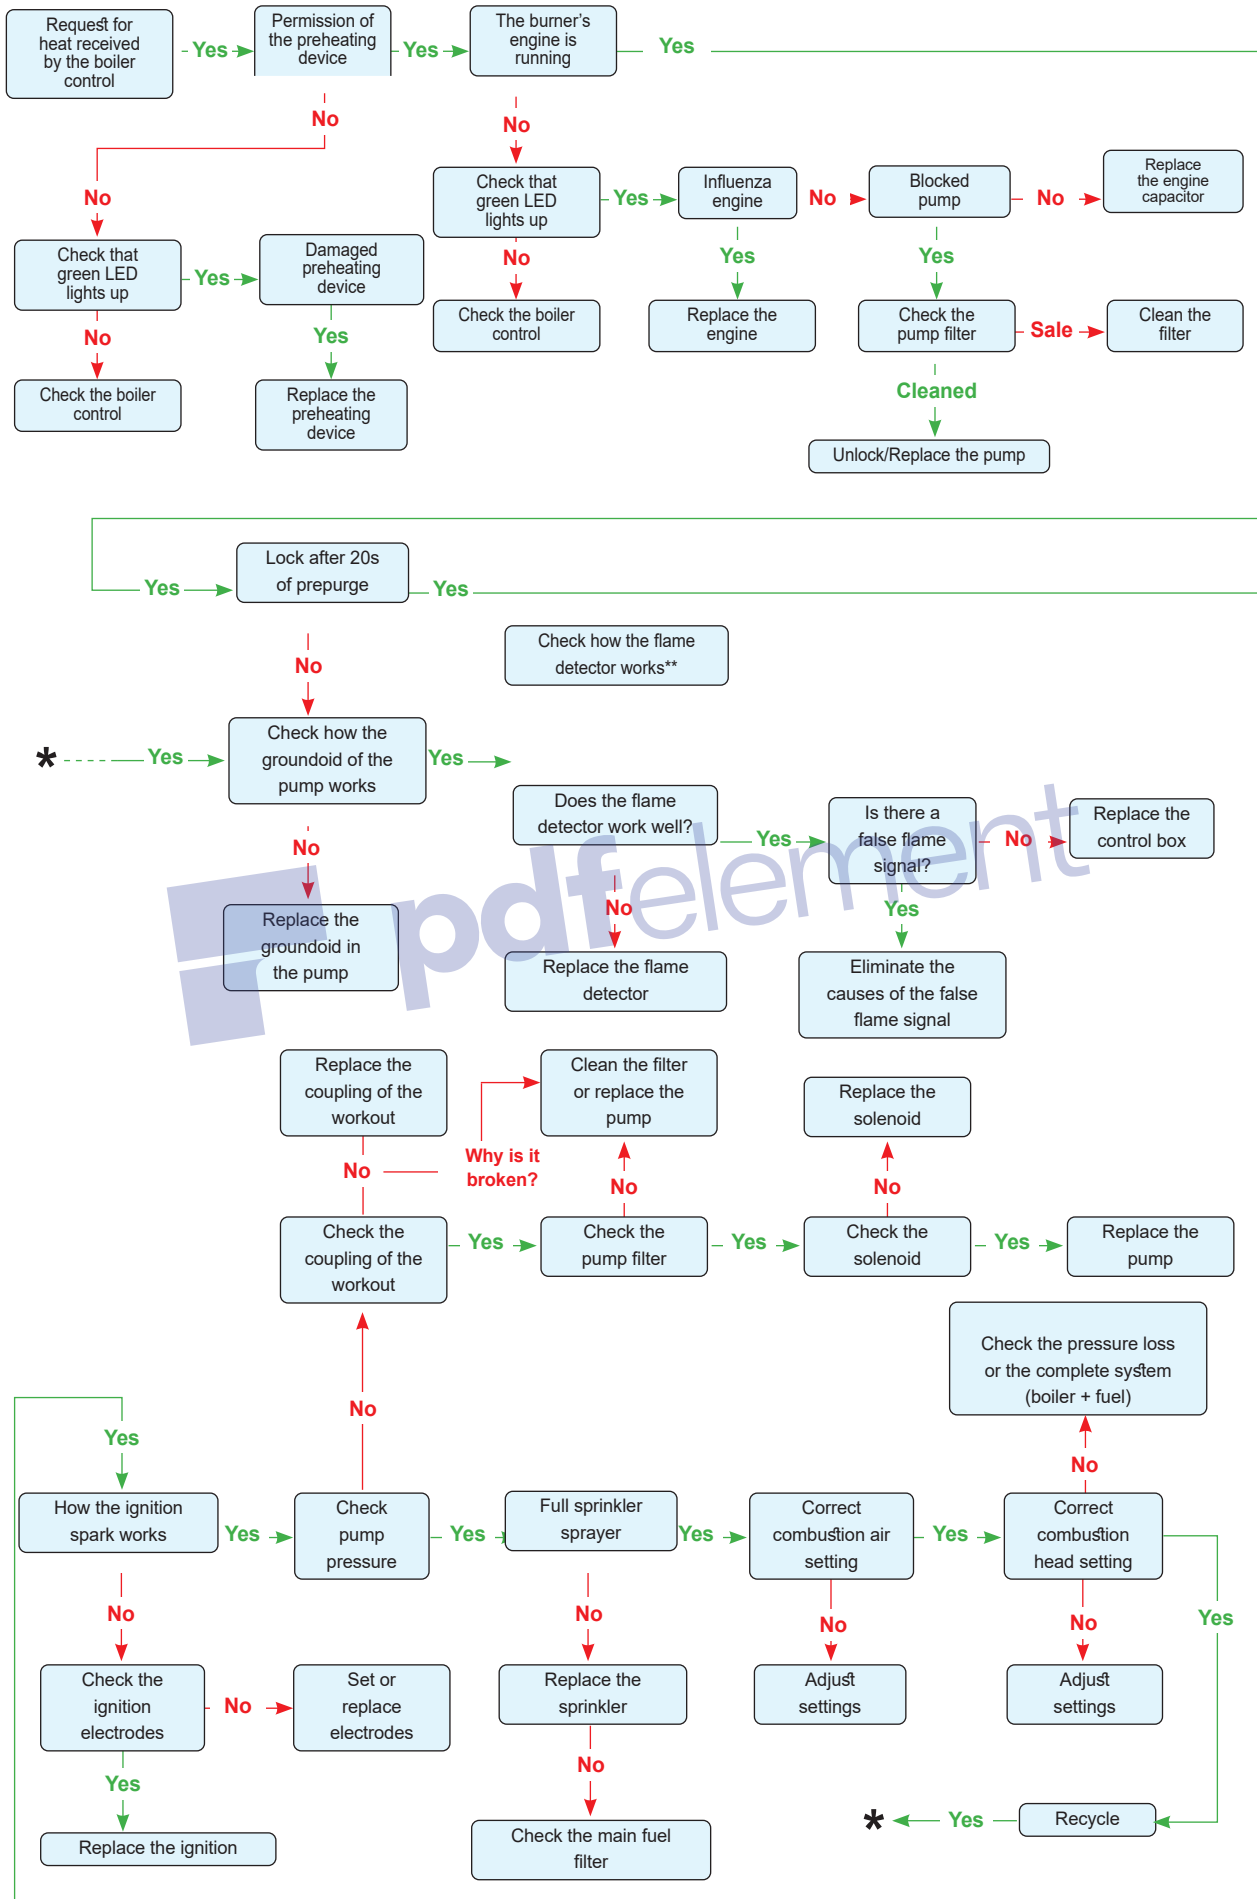 Request for
heat received
by the boiler
control
Yes
Permission of
the preheating
device
Yes
The burner's
engine is
running
Yes
No
No
No
Check that
green LED
lights up
Yes
Influenza
engine
No
Blocked
pump
No
Replace
the engine
capacitor
Check that
green LED
lights up
Yes
Damaged
preheating
device
No
Yes
Yes
No
Yes
Check the boiler
control
Replace the
engine
Check the
pump filter
Sale
Clean the
filter
Check the boiler
control
Replace the
preheating
device
Cleaned
Unlock/Replace the pump
Yes
Lock after 20s
of prepurge
Yes
No
Check how the flame
detector works**
*
Yes
Check how the
groundoid of the
pump works
Yes
Does the flame
detector work well?
Yes
Is there a
false flame
signal?
No
Replace the
control box
No
No
Yes
Replace the
groundoid in
the pump
Replace the flame
detector
Eliminate the
causes of the false
flame signal
pdfelement
Replace the
coupling of the
workout
Clean the filter
or replace the
pump
Replace the
solenoid
No
Why is it
broken?
No
No
Check the
coupling of the
workout
Yes
Check the
pump filter
Yes
Check the
solenoid
Yes
Replace the
pump
Check the pressure loss
or the complete system
(boiler + fuel)
No
Yes
No
How the ignition
spark works
Yes
Check
pump
pressure
Yes
Full sprinkler
sprayer
Yes
Correct
combustion air
setting
Yes
Correct
combustion
head setting
No
No
No
No
Yes
Check the
ignition
electrodes
No
Set or
replace
electrodes
Replace the
sprinkler
Adjust
settings
Adjust
settings
Yes
No
Replace the ignition
Check the main fuel
filter
*
Yes
Recycle